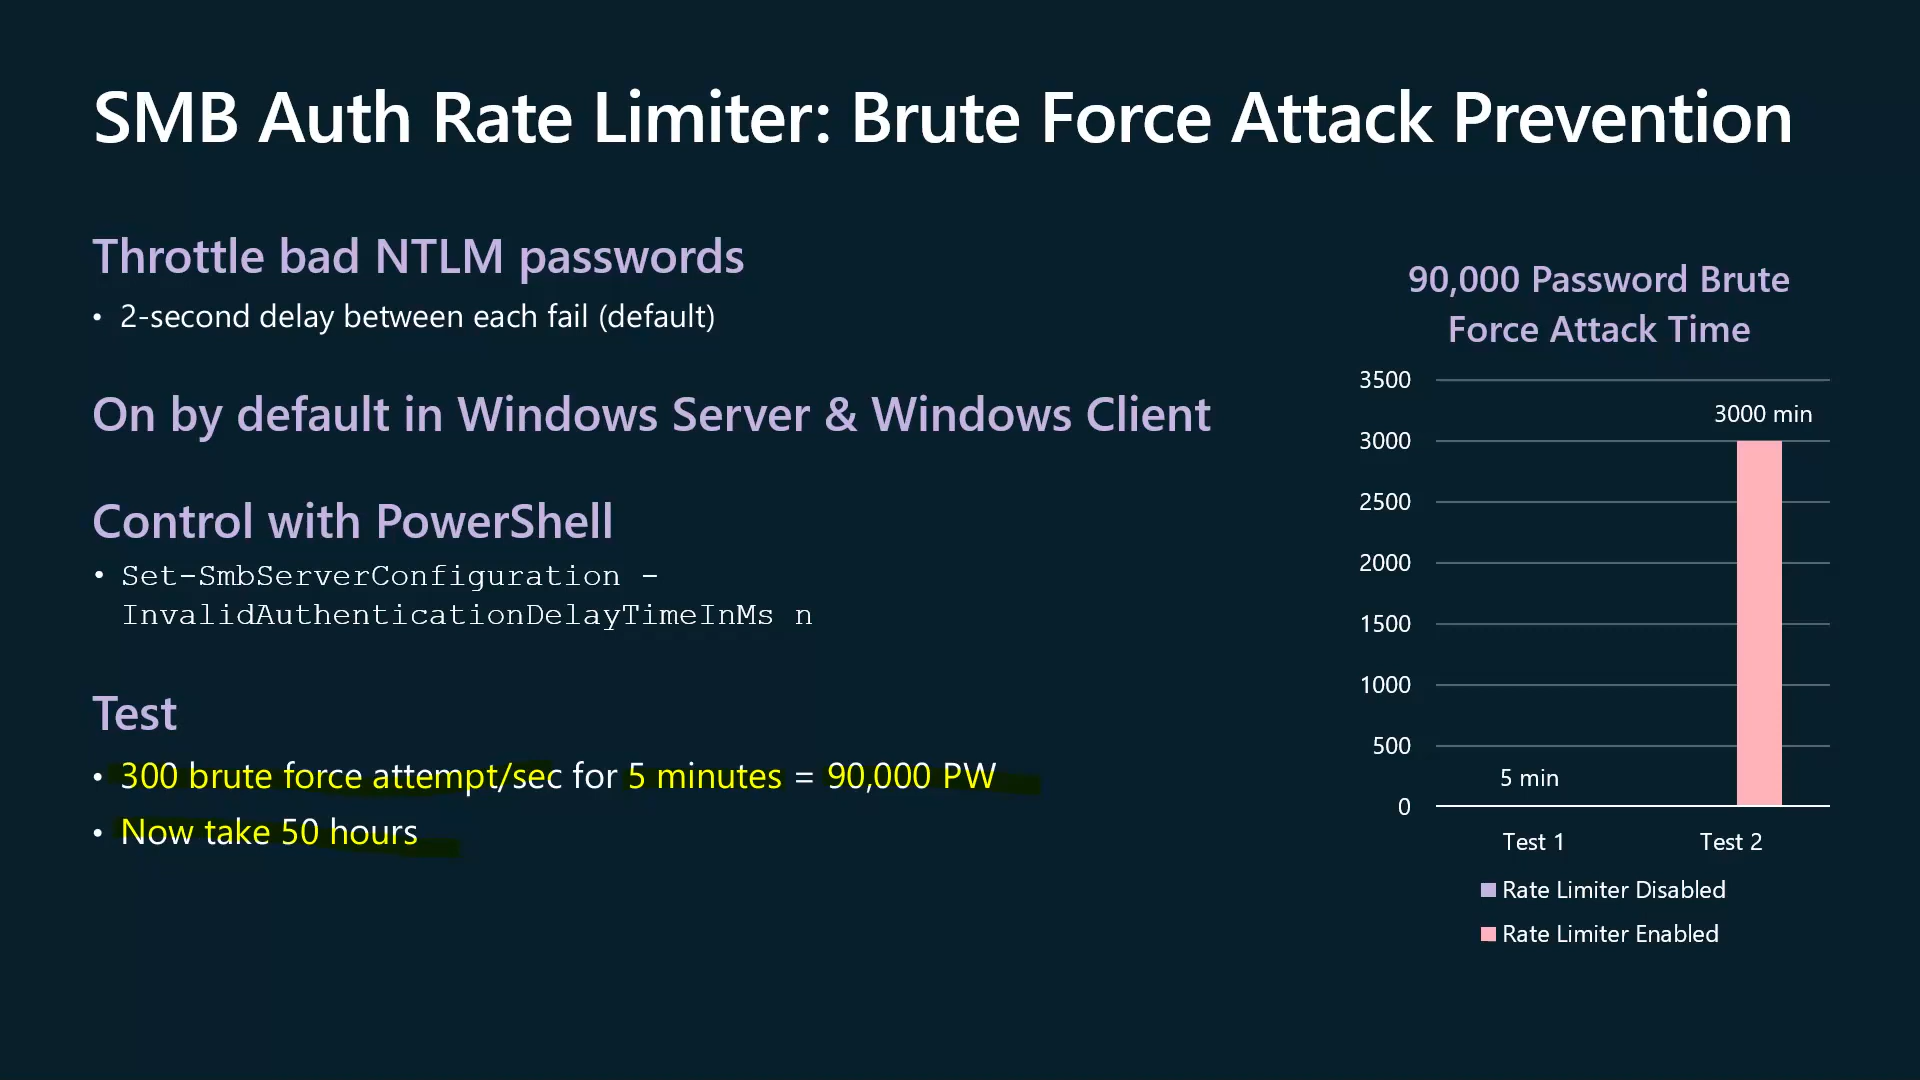 SMB Auth Rate Limiter: Brute Force Attack Prevention
Throttle bad NTLM passwords
• 2-second delay between each fail (default)
On by default in Windows Server & Windows Client
Control with PowerShell
• Set-SmbServerConfiguration -
InvalidAuthenticationDelayTimeInMs n
Test
• 300 brute force attempt/sec for 5 minutes = 90,000 PW
• Now take 50 hours
90,000 Password Brute
Force Attack Time
3500
3000 min
3000
2500
2000
1500
1000
500
5 min
0
Test 1 Test 2
Rate Limiter Disabled
Rate Limiter Enabled